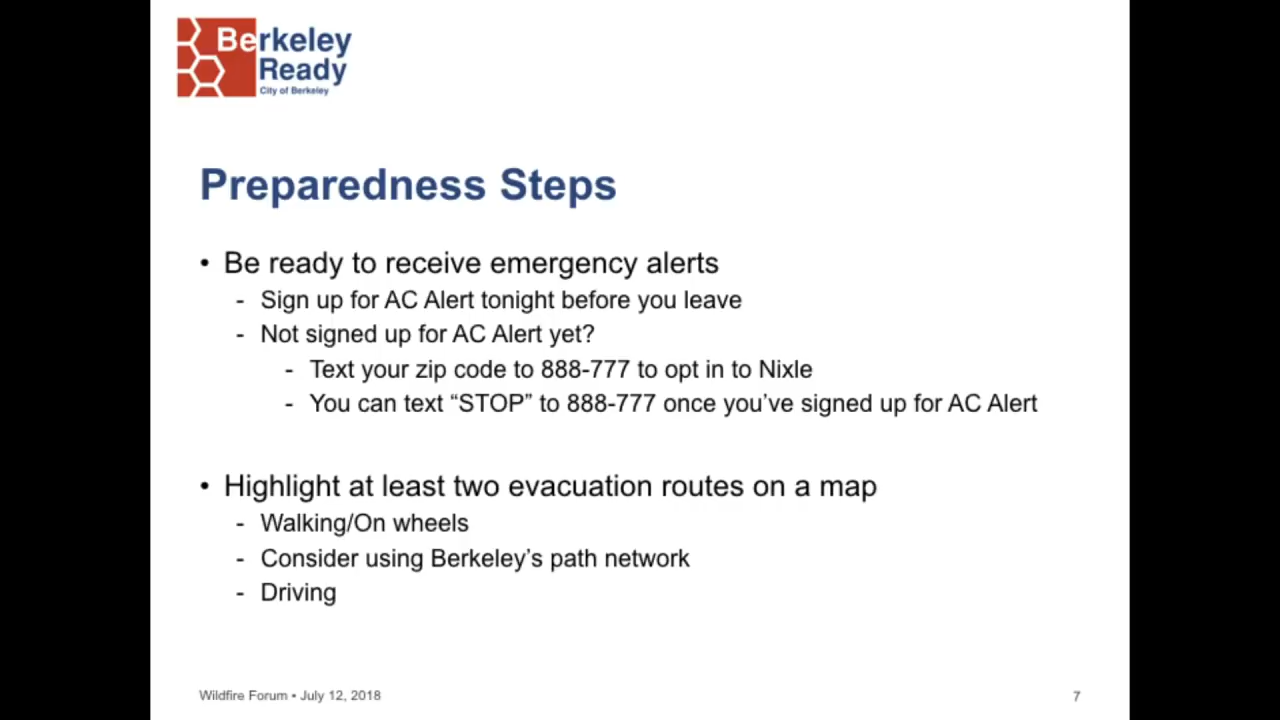 Berkeley
Ready
City of Berkeley
Preparedness Steps
• Be ready to receive emergency alerts
- Sign up for AC Alert tonight before you leave
- Not signed up for AC Alert yet?
- Text your zip code to 888-777 to opt in to Nixle
- You can text “STOP” to 888-777 once you’ve signed up for AC Alert
• Highlight at least two evacuation routes on a map
- Walking/On wheels
- Consider using Berkeley’s path network
- Driving
Wildfire Forum • July 12, 2018
7